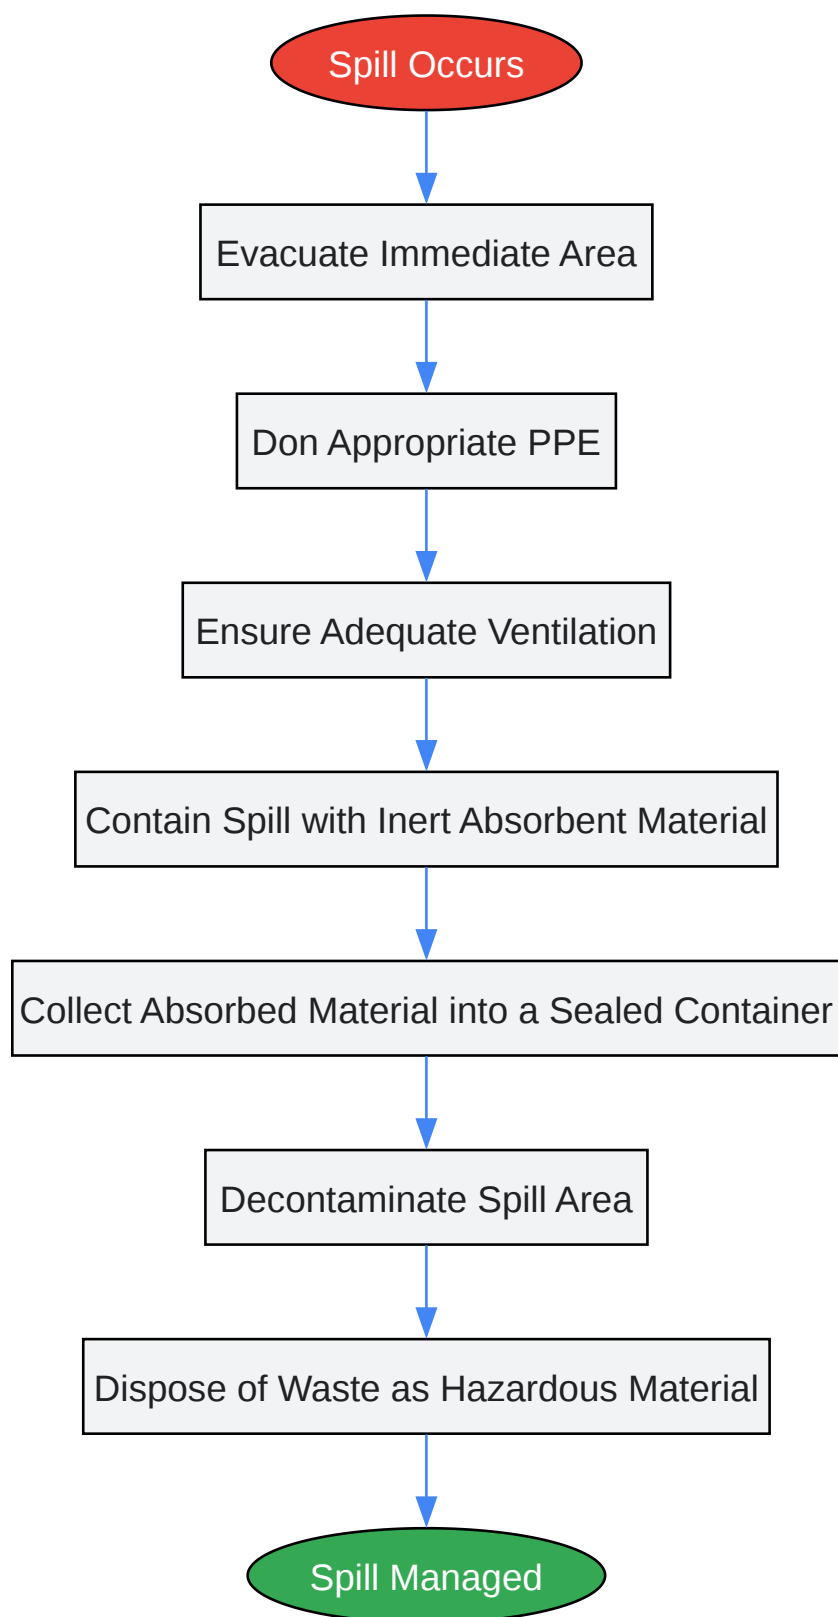 Spill Occurs
Evacuate Immediate Area
Don Appropriate PPE
Ensure Adequate Ventilation
Contain Spill with Inert Absorbent Material
Collect Absorbed Material into a Sealed Container
Decontaminate Spill Area
Dispose of Waste as Hazardous Material
Spill Managed